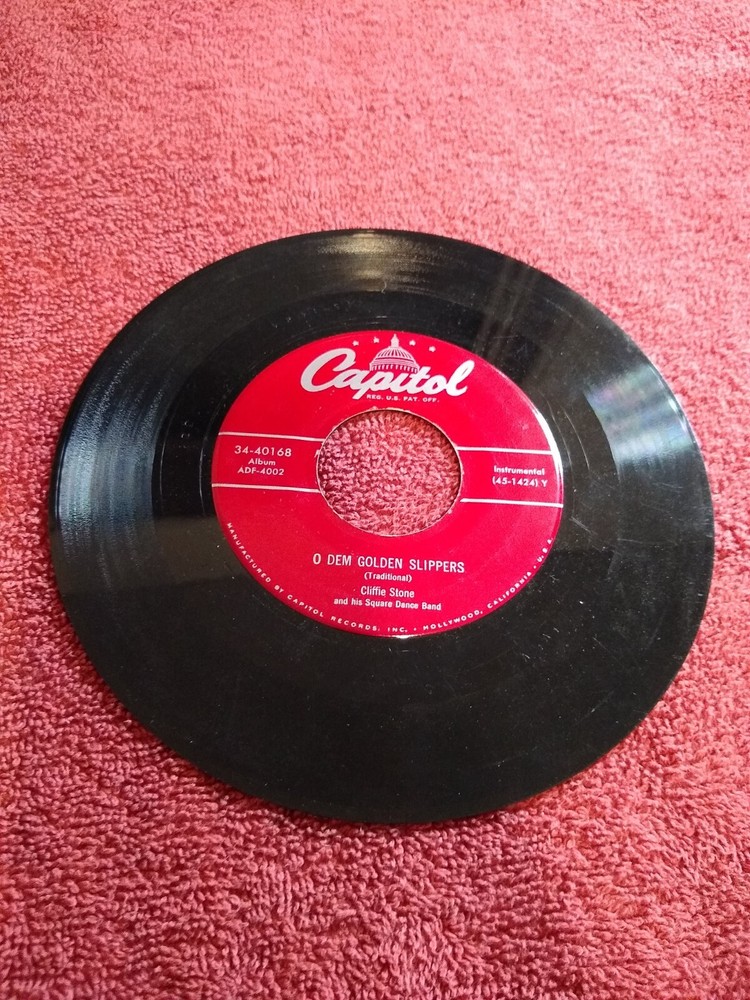 Capitol
REG. U.S. PAT. OFF.
34-40168
Album
ADF-4002
Instrumental
(45-1424) Y
O DEM GOLDEN SLIPPERS
(Traditional)
Cliffie Stone
and his Square Dance Band
MANUFACTURED BY CAPITOL RECORDS, INC. • HOLLYWOOD, CALIFORNIA, U.S.A.